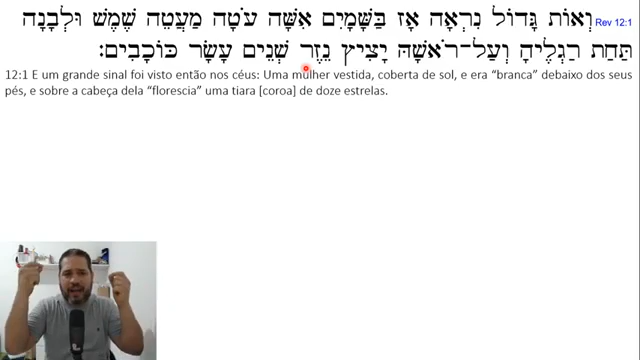 וְאוֹת גָּדוֹל נִרְאָה אָז בַּשָּׁמָיִם אִשָּׁה עֹטָה מַעֲטֵה שֶׁמֶשׁ וּלְבָנָה Rev 12:1
תַּחַת רַגְלֶיהָ וְעַל־רֹאשָׁהּ יָצִיץ נֵזֶר שְׁנֵים עָשָׂר כּוֹכָבִים:
12:1 E um grande sinal foi visto então nos céus: Uma mulher vestida, coberta de sol, e era “branca” debaixo dos seus
pés, e sobre a cabeça dela “florescia” uma tiara [coroa] de doze estrelas.